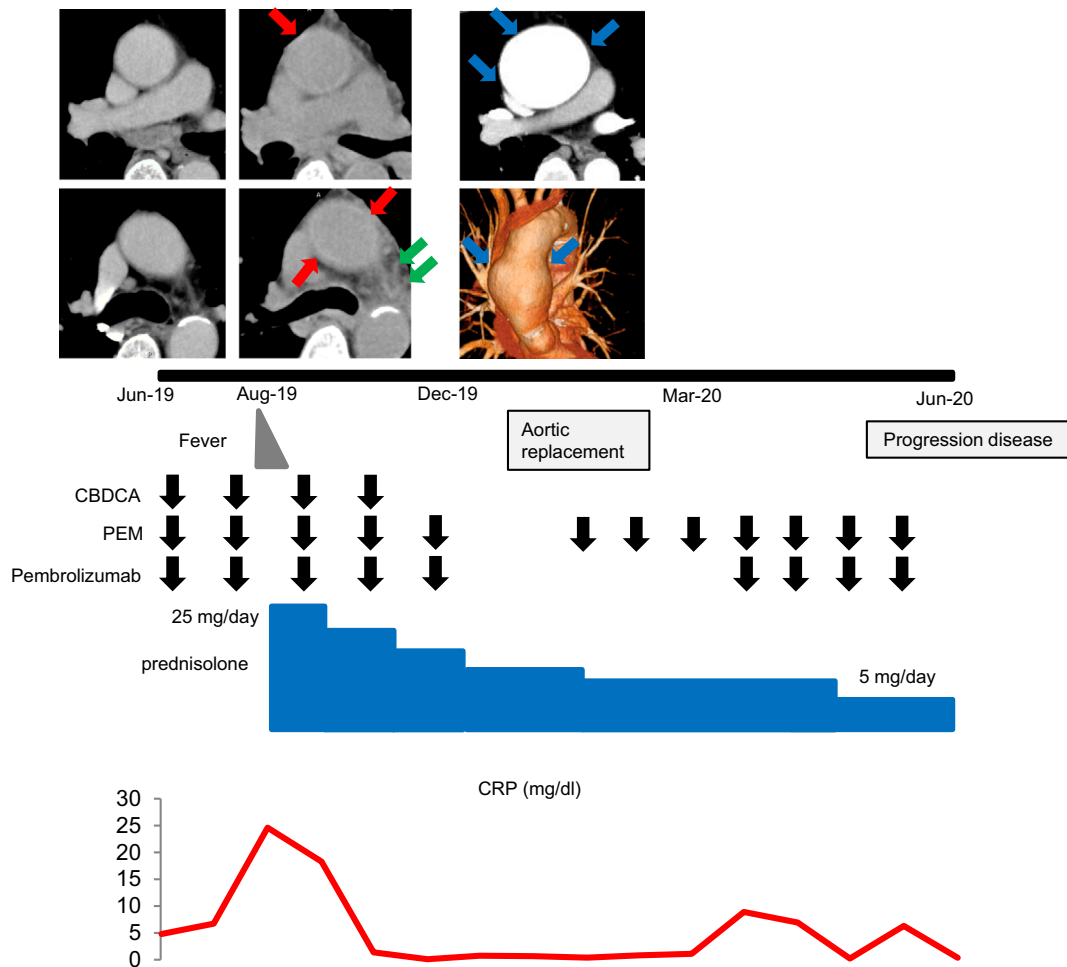 Jun-19
Aug-19
Dec-19
Mar-20
Jun-20
Fever
Aortic
replacement
Progression disease
CBDCA
PEM
Pembrolizumab
25 mg/day
prednisolone
5 mg/day
CRP (mg/dl)
30
25
20
15
10
5
0